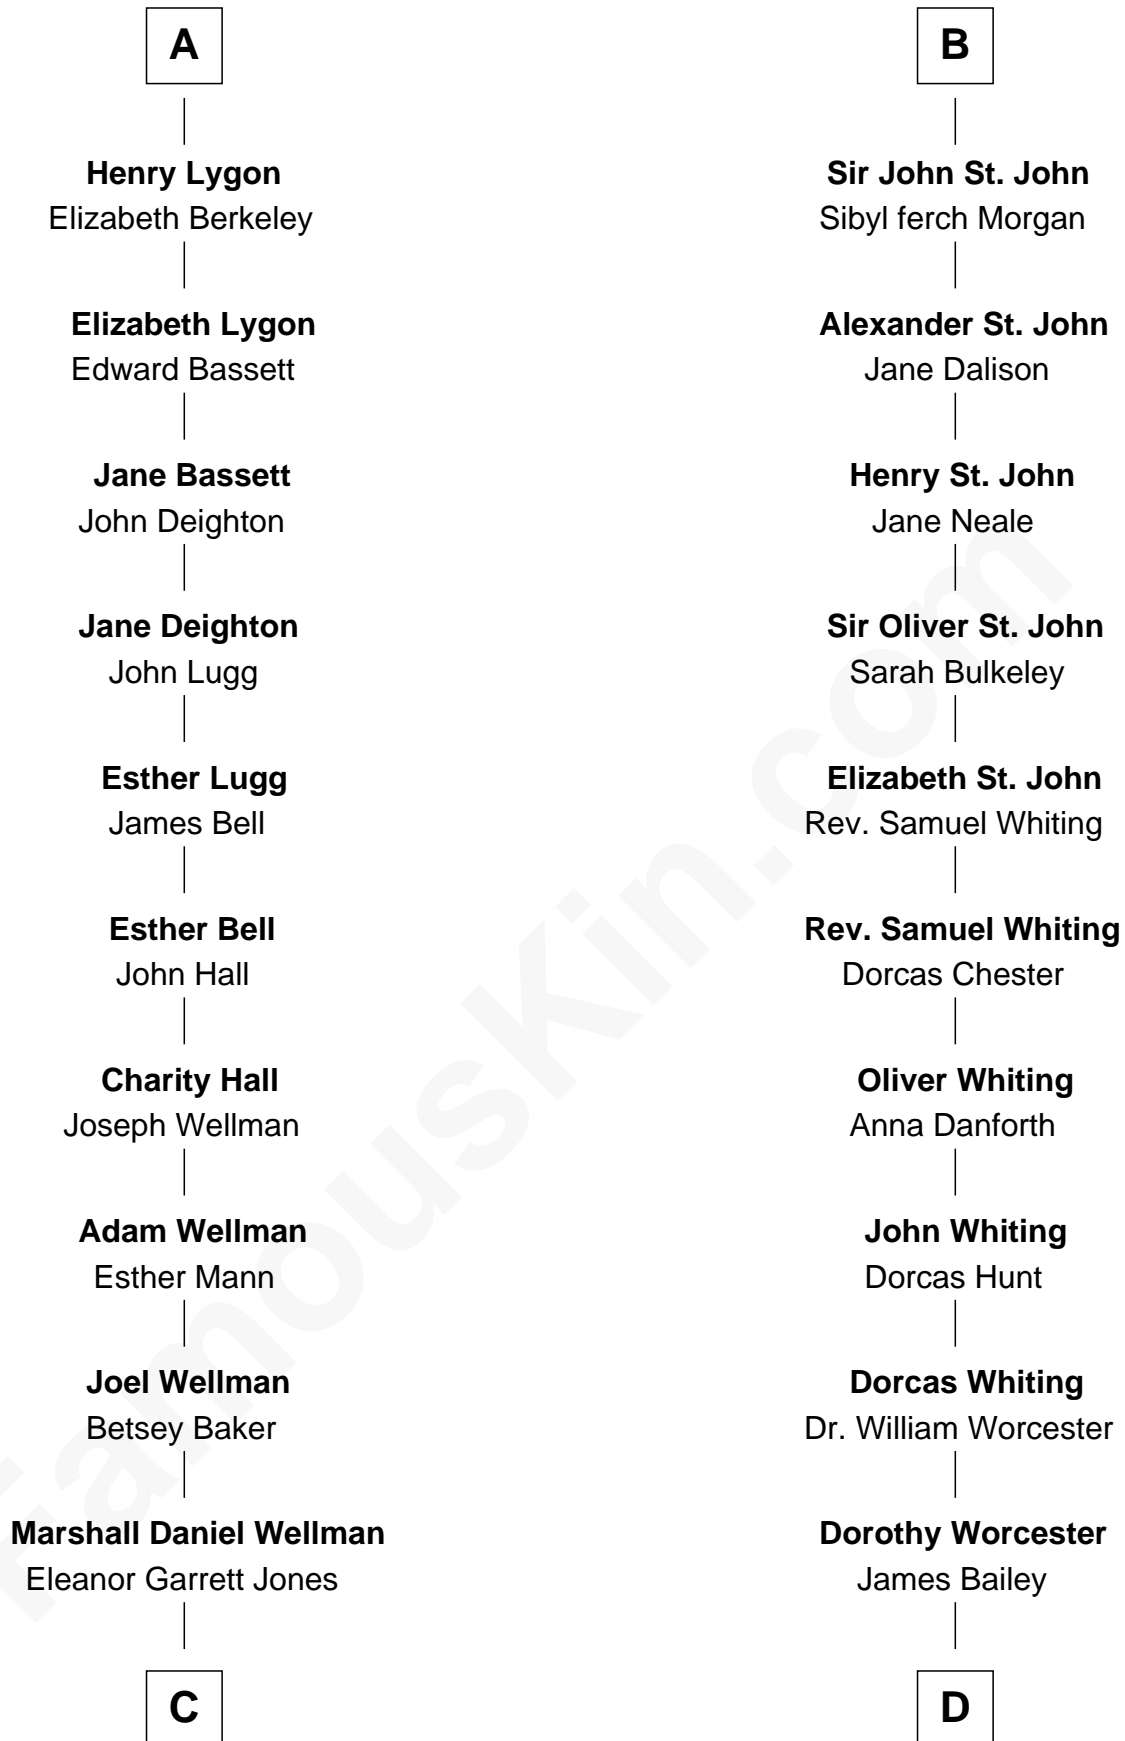 A
Henry Lygon
Elizabeth Berkeley
Elizabeth Lygon
Edward Bassett
Jane Bassett
John Deighton
Jane Deighton
John Lugg
Esther Lugg
James Bell
Esther Bell
John Hall
Charity Hall
Joseph Wellman
Adam Wellman
Esther Mann
Joel Wellman
Betsey Baker
Marshall Daniel Wellman
Eleanor Garrett Jones
C
B
Sir John St. John
Sibyl ferch Morgan
Alexander St. John
Jane Dalison
Henry St. John
Jane Neale
Sir Oliver St. John
Sarah Bulkeley
Elizabeth St. John
Rev. Samuel Whiting
Rev. Samuel Whiting
Dorcas Chester
Oliver Whiting
Anna Danforth
John Whiting
Dorcas Hunt
Dorcas Whiting
Dr. William Worcester
Dorothy Worcester
James Bailey
D
FamousKin.com